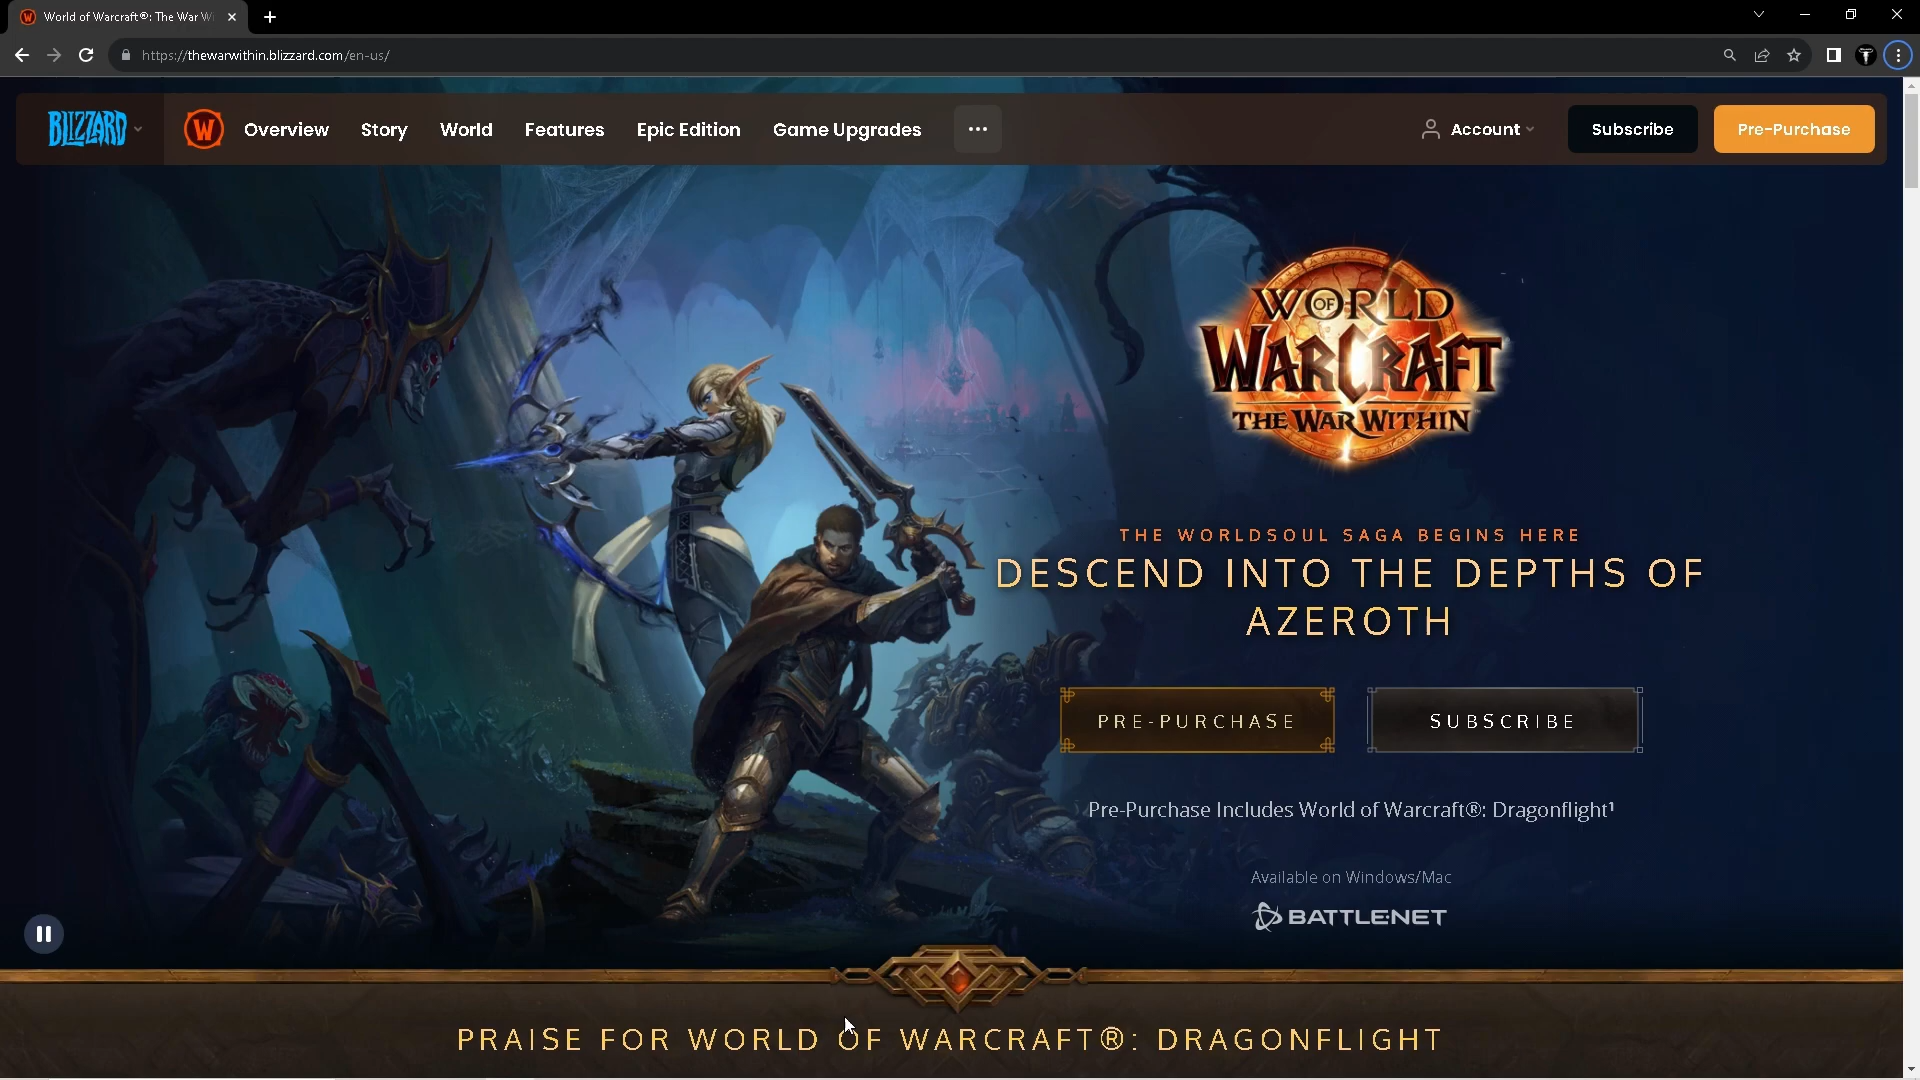 World of Warcraft®: The War Wi
https://thewarwithin.blizzard.com/en-us/
BLIZZARD
W
Overview
Story
World
Features
Epic Edition
Game Upgrades
Account
Subscribe
Pre-Purchase
WORLD OF
WARCRAFT
THE WAR WITHIN
THE WORLDSOUL SAGA BEGINS HERE
DESCEND INTO THE DEPTHS OF
AZEROTH
PRE-PURCHASE
SUBSCRIBE
Pre-Purchase Includes World of Warcraft®: Dragonflight¹
Available on Windows/Mac
BATTLE.NET
PRAISE FOR WORLD OF WARCRAFT®: DRAGONFLIGHT